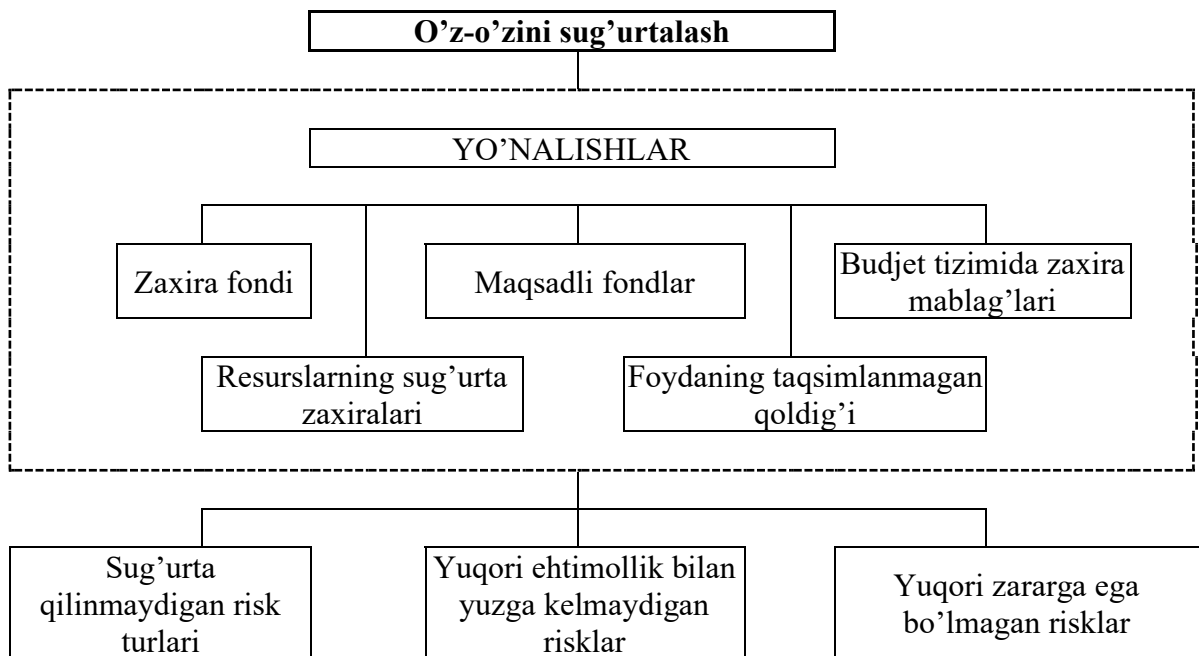 O’z-o’zini sug’urtalash
YO’NALISHLAR
Zaxira fondi
Maqsadli fondlar
Budjet tizimida zaxira
mablag’lari
Resurslarning sug’urta
zaxiralari
Foydaning taqsimlanmagan
qoldig’i
Sug’urta
qilinmaydigan risk
turlari
Yuqori ehtimollik bilan
yuzga kelmaydigan
risklar
Yuqori zararga ega
bo’lmagan risklar